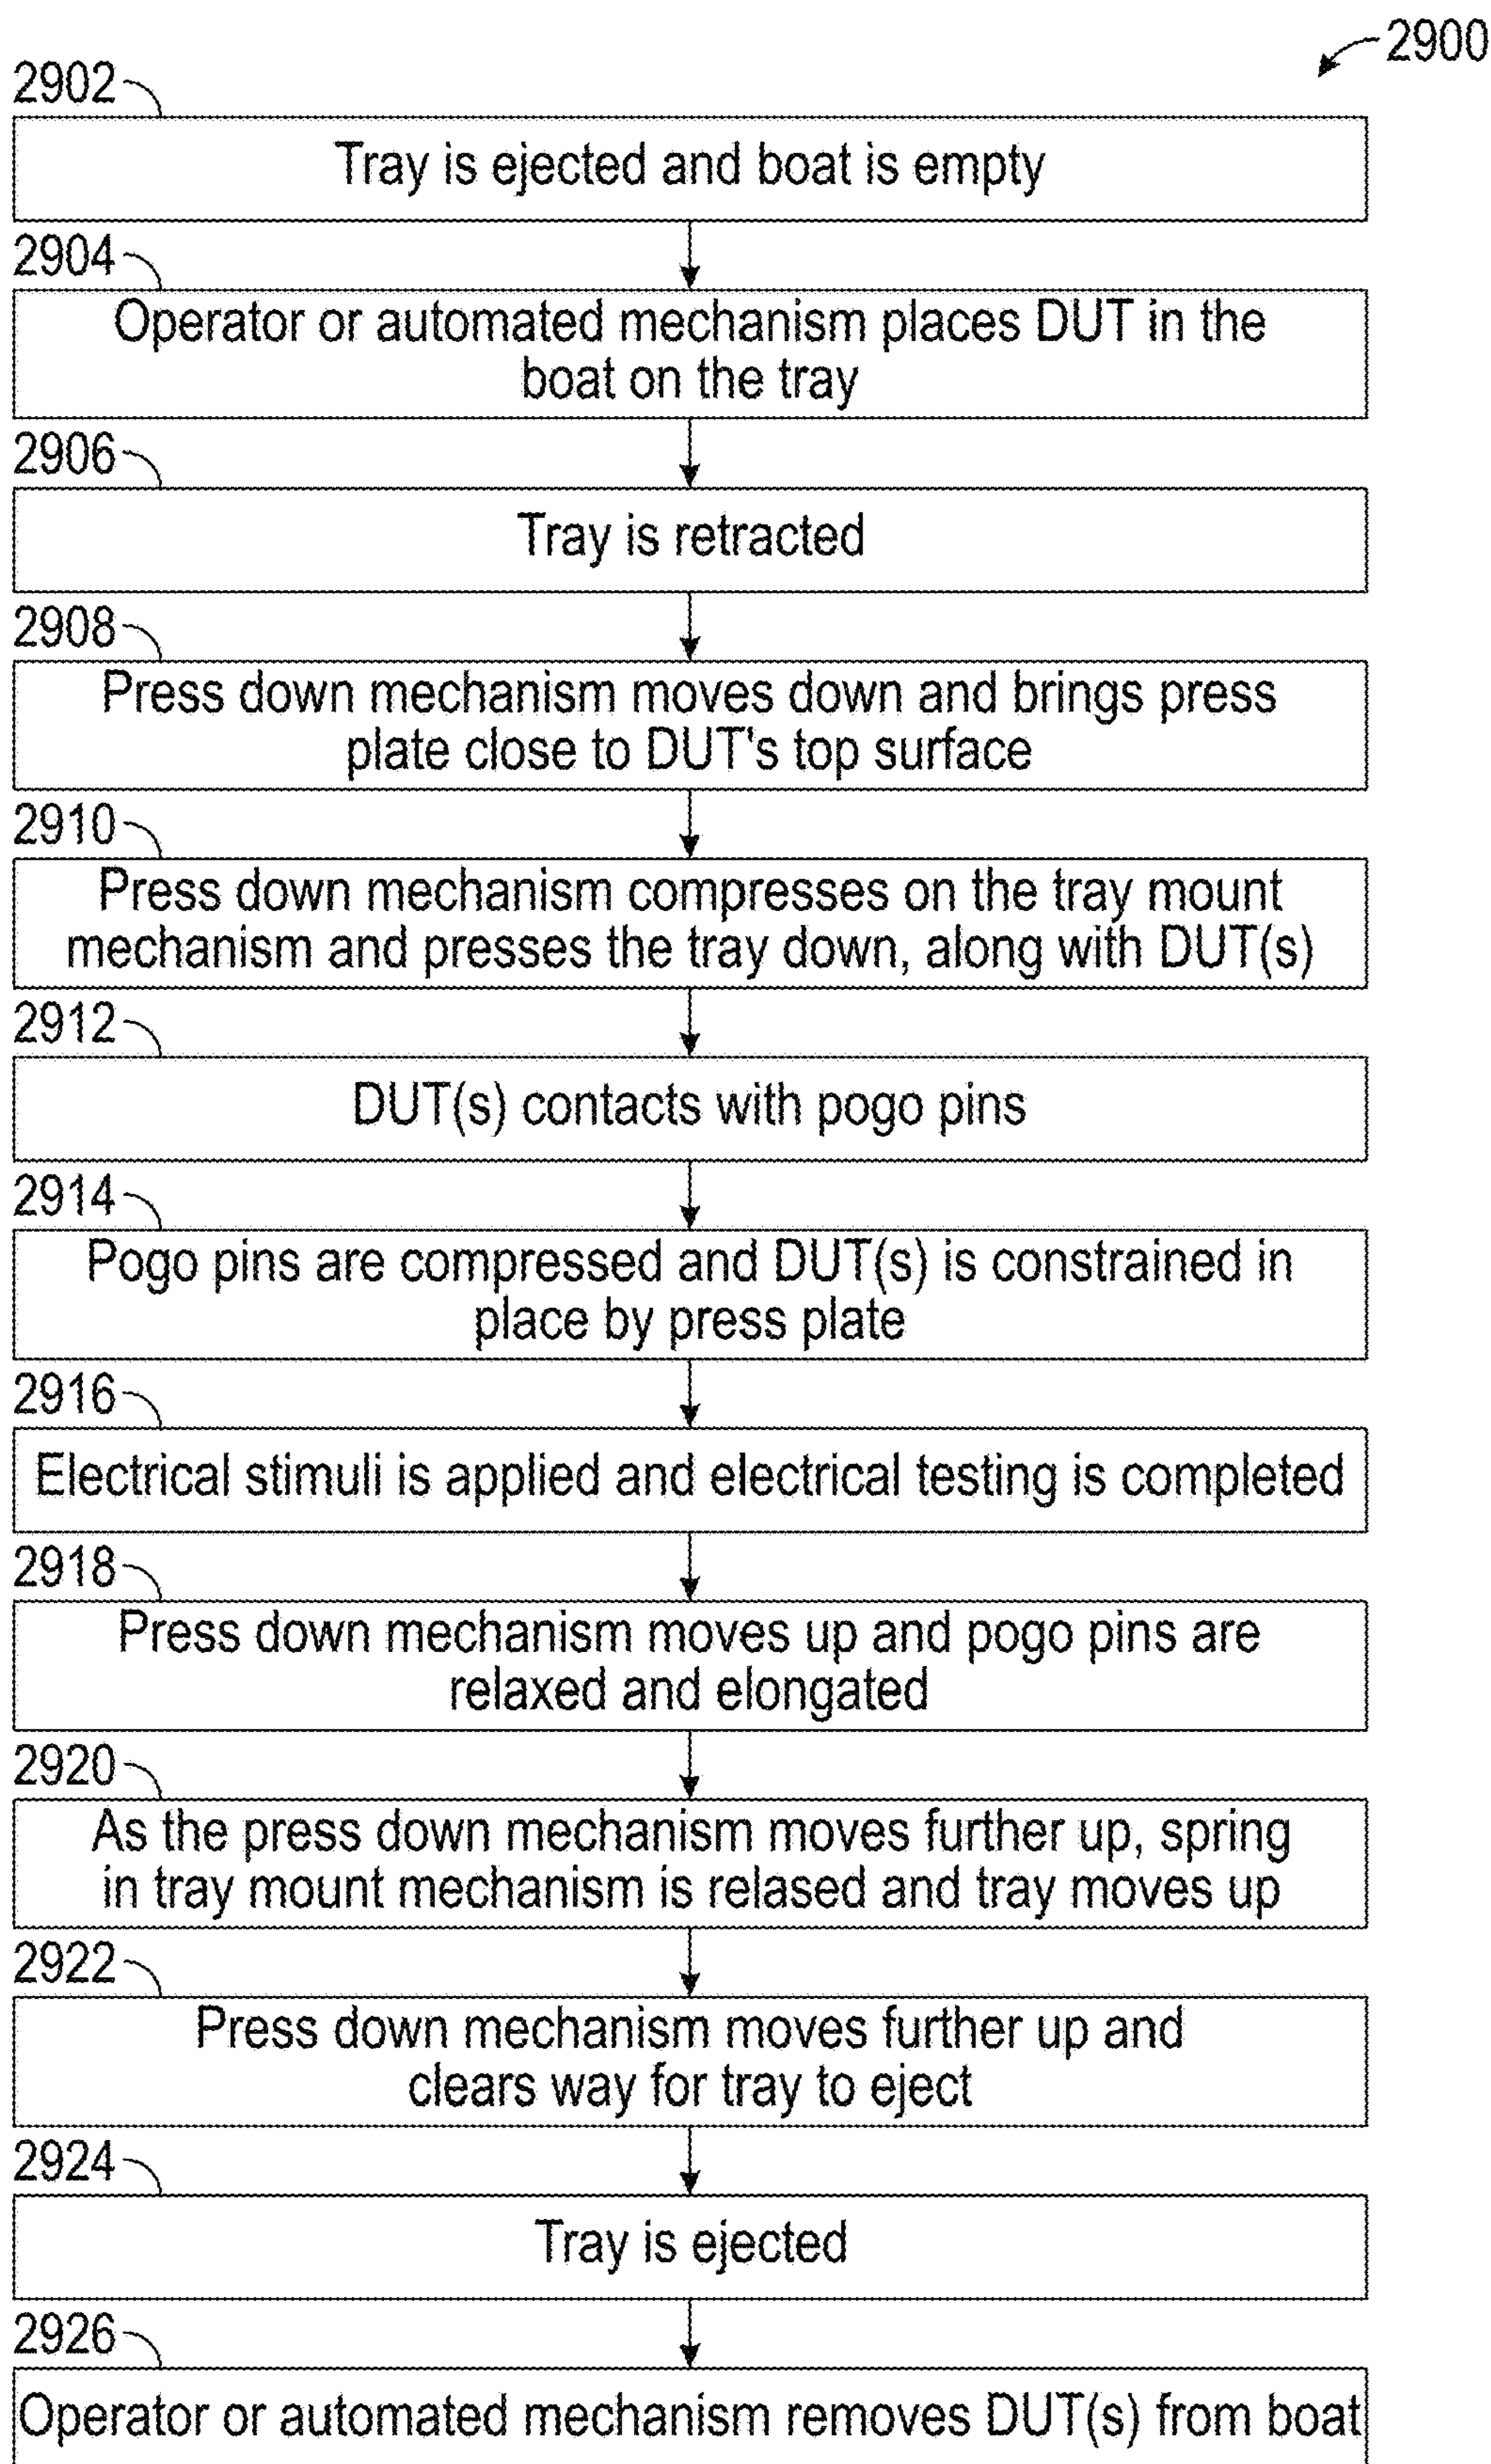 2900
2902
Tray is ejected and boat is empty
2904
Operator or automated mechanism places DUT in the
boat on the tray
2906
Tray is retracted
2908
Press down mechanism moves down and brings press
plate close to DUT's top surface
2910
Press down mechanism compresses on the tray mount
mechanism and presses the tray down, along with DUT(s)
2912
DUT(s) contacts with pogo pins
2914
Pogo pins are compressed and DUT(s) is constrained in
place by press plate
2916
Electrical stimuli is applied and electrical testing is completed
2918
Press down mechanism moves up and pogo pins are
relaxed and elongated
2920
As the press down mechanism moves further up, spring
in tray mount mechanism is relased and tray moves up
2922
Press down mechanism moves further up and
clears way for tray to eject
2924
Tray is ejected
2926
Operator or automated mechanism removes DUT(s) from boat